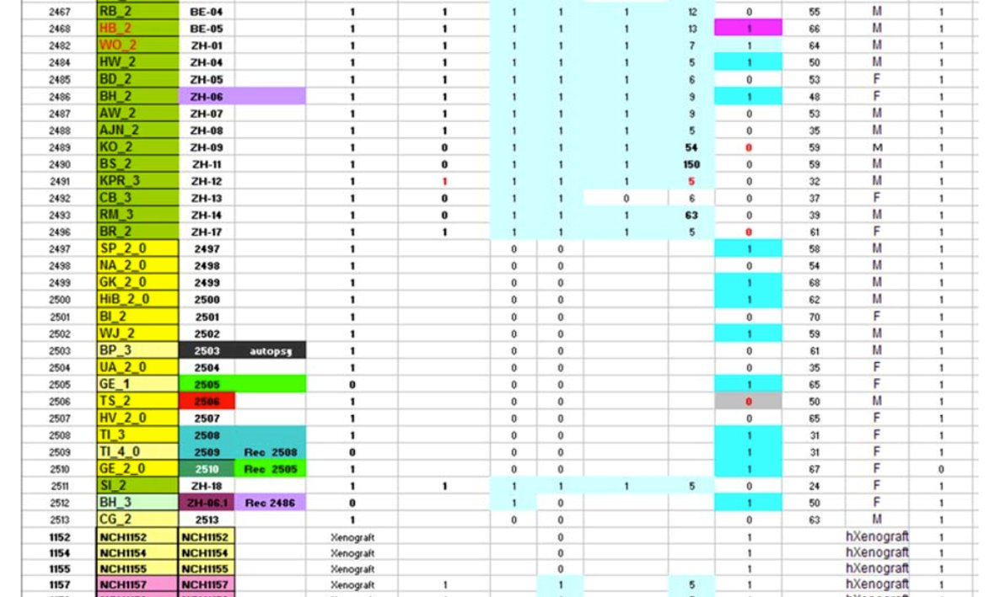 2467 RB_2 BE-04 1 1 1 1 1 12 0 55 M 1
2468 HB_2 BE-05 1 1 1 1 1 13 1 66 M 1
2482 WO_2 ZH-01 1 1 1 1 1 7 1 64 M 1
2484 HW_2 ZH-04 1 1 1 1 1 5 1 50 M 1
2485 BD_2 ZH-05 1 1 1 1 1 6 0 53 F 1
2486 BH_2 ZH-06 1 1 1 1 1 9 1 48 F 1
2487 AW_2 ZH-07 1 1 1 1 1 9 0 53 M 1
2488 AJN_2 ZH-08 1 1 1 1 1 5 0 35 M 1
2489 KO_2 ZH-09 1 0 1 1 1 54 0 59 M 1
2490 BS_2 ZH-11 1 0 1 1 1 150 0 59 M 1
2491 KPR_3 ZH-12 1 1 1 1 1 5 0 32 M 1
2492 CB_3 ZH-13 1 0 1 1 0 6 0 37 F 1
2493 RM_3 ZH-14 1 0 1 1 1 63 0 39 M 1
2496 BR_2 ZH-17 1 1 1 1 1 5 0 61 F 1
2497 SP_2_0 2497 1 0 0 1 58 M 1
2498 NA_2_0 2498 1 0 0 0 54 M 1
2499 GK_2_0 2499 1 0 0 1 68 M 1
2500 HiB_2_0 2500 1 0 0 1 62 M 1
2501 BI_2 2501 1 0 0 0 70 F 1
2502 WJ_2 2502 1 0 0 1 59 M 1
2503 BP_3 2503 autopsy 1 0 0 0 61 M 1
2504 UA_2_0 2504 1 0 0 0 35 F 1
2505 GE_1 2505 0 0 0 1 65 F 1
2506 TS_2 2506 1 0 0 0 50 M 1
2507 HV_2_0 2507 1 0 0 0 65 F 1
2508 TI_3 2508 1 0 0 1 31 F 1
2509 TI_4_0 2509 Rec 2508 0 0 0 1 31 F 1
2510 GE_2_0 2510 Rec 2505 1 0 0 1 67 F 0
2511 SI_2 ZH-18 1 1 1 1 1 5 0 24 F 1
2512 BH_3 ZH-06.1 Rec 2486 0 1 0 1 50 F 1
2513 CG_2 2513 1 0 0 0 63 M 1
1152 NCH1152 NCH1152 Xenograft 0 1 hXenograft 1
1154 NCH1154 NCH1154 Xenograft 0 1 hXenograft 1
1155 NCH1155 NCH1155 Xenograft 0 1 hXenograft 1
1157 NCH1157 NCH1157 Xenograft 1 1 5 1 hXenograft 1